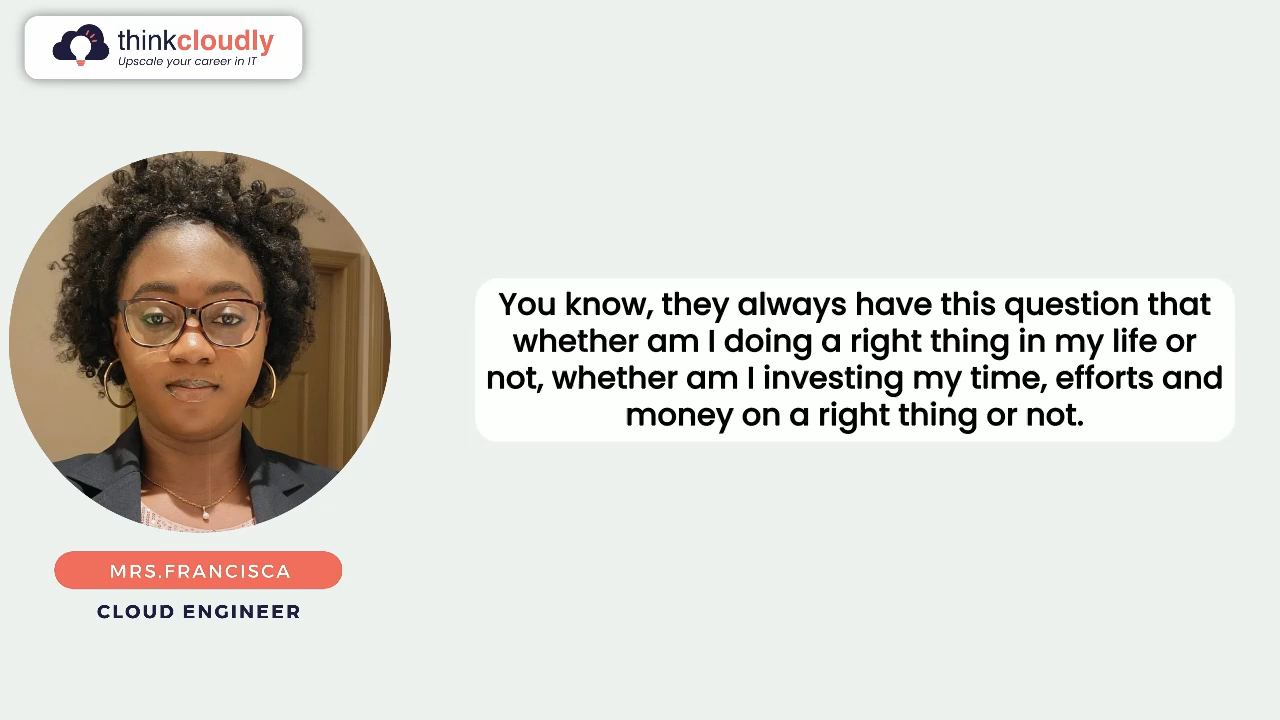 thinkcloudly
Upscale your career in IT
You know, they always have this question that
whether am I doing a right thing in my life or
not, whether am I investing my time, efforts and
money on a right thing or not.
MRS.FRANCISCA
CLOUD ENGINEER